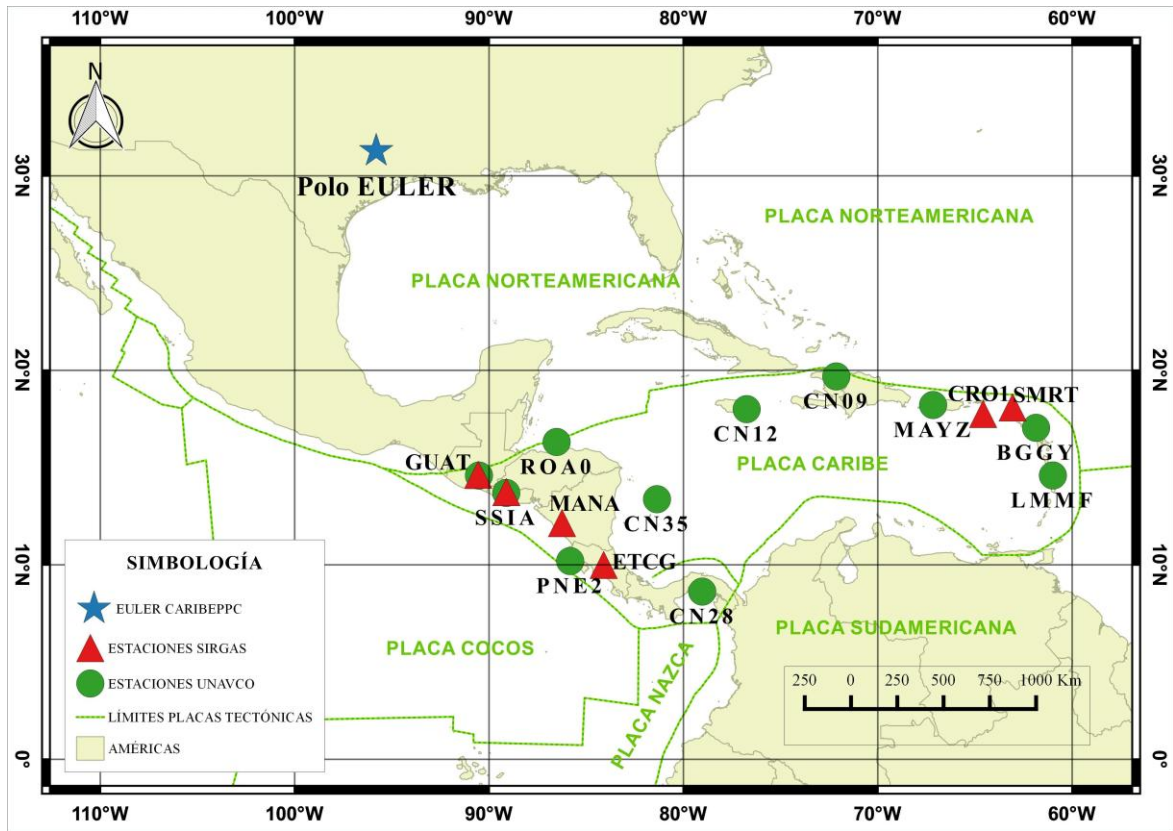 110°W 100°W 90°W 80°W 70°W 60°W
N
30°N 30°N
Polo EULER
PLACA NORTEAMERICANA
PLACA NORTEAMERICANA
20°N 20°N
CRO1 SMRT
CN09
MAYZ
CN12
BGGY
GUAT
ROA0
PLACA CARIBE
LMMF
SSIA
MANA
CN35
10°N 10°N
ETCG
PNE2
CN28
PLACA SUDAMERICANA
PLACA COCOS
PLACA NAZCA
250 0 250 500 750 1000 Km
SIMBOLOGÍA
EULER CARIBEPPC
ESTACIONES SIRGAS
ESTACIONES UNAVCO
LÍMITES PLACAS TECTÓNICAS
AMÉRICAS
0° 0°
110°W 100°W 90°W 80°W 70°W 60°W